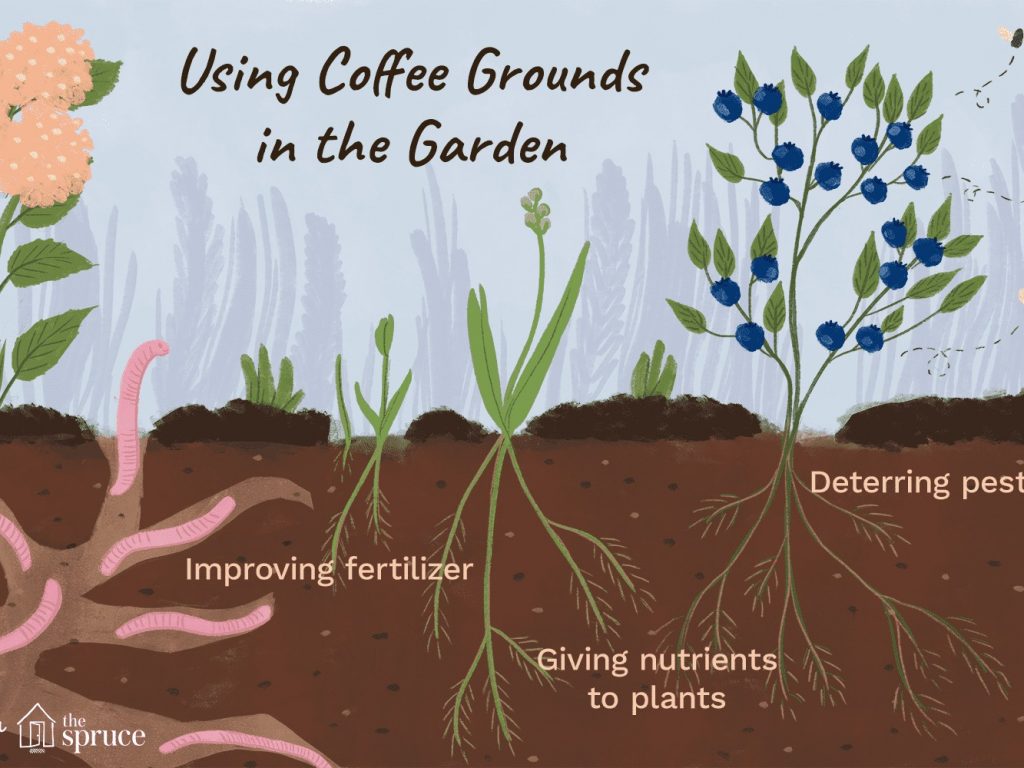 Using Coffee Grounds
in the Garden
Deterring pest
Improving fertilizer
Giving nutrients
to plants
the
spruce